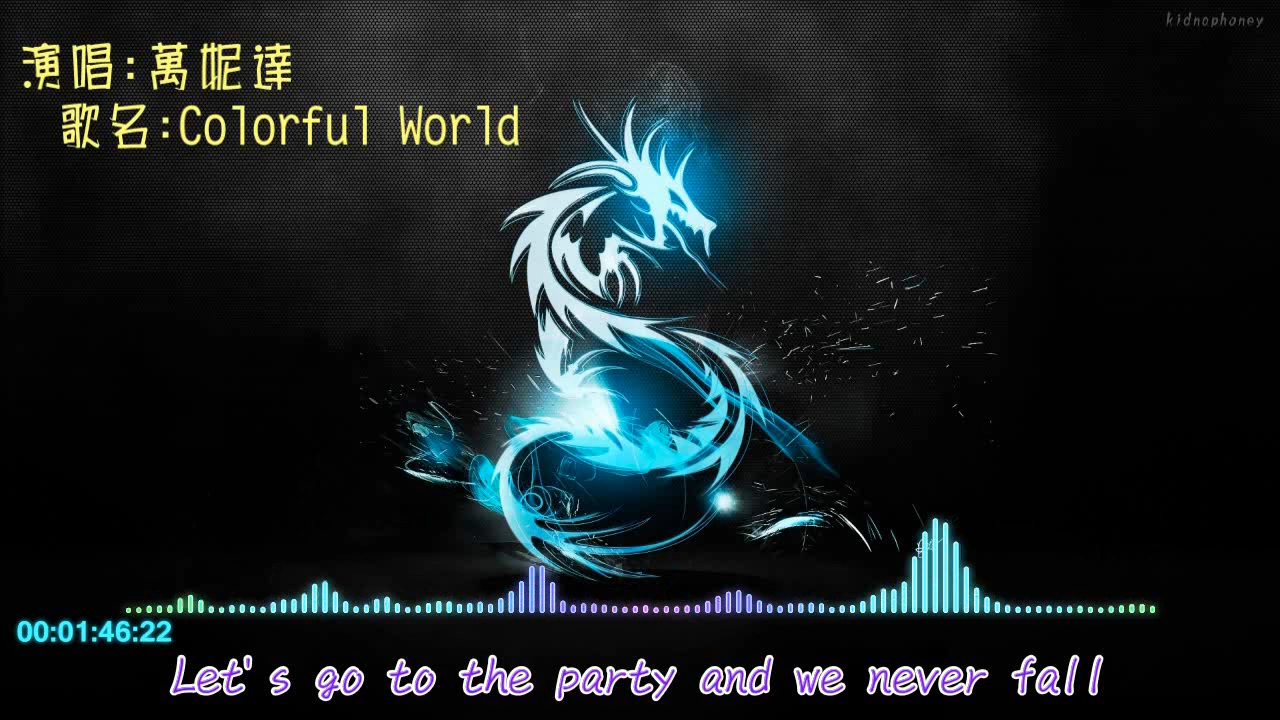 kidnophoney
演唱:萬妮達
歌名:Colorful World
00:01:46:22
Let's go to the party and we never fall